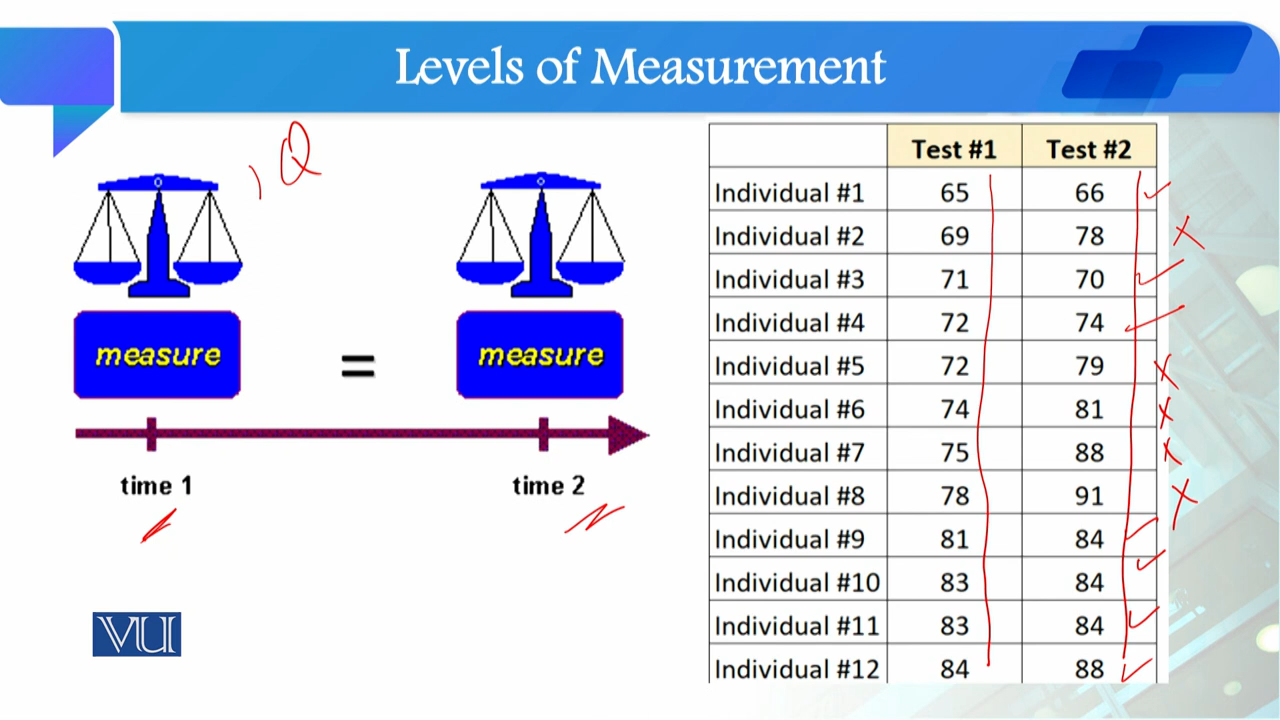 Levels of Measurement
IQ
measure
=
measure
time 1
time 2
VU
Test #1 Test #2
Individual #1 65 66
Individual #2 69 78
Individual #3 71 70
Individual #4 72 74
Individual #5 72 79
Individual #6 74 81
Individual #7 75 88
Individual #8 78 91
Individual #9 81 84
Individual #10 83 84
Individual #11 83 84
Individual #12 84 88